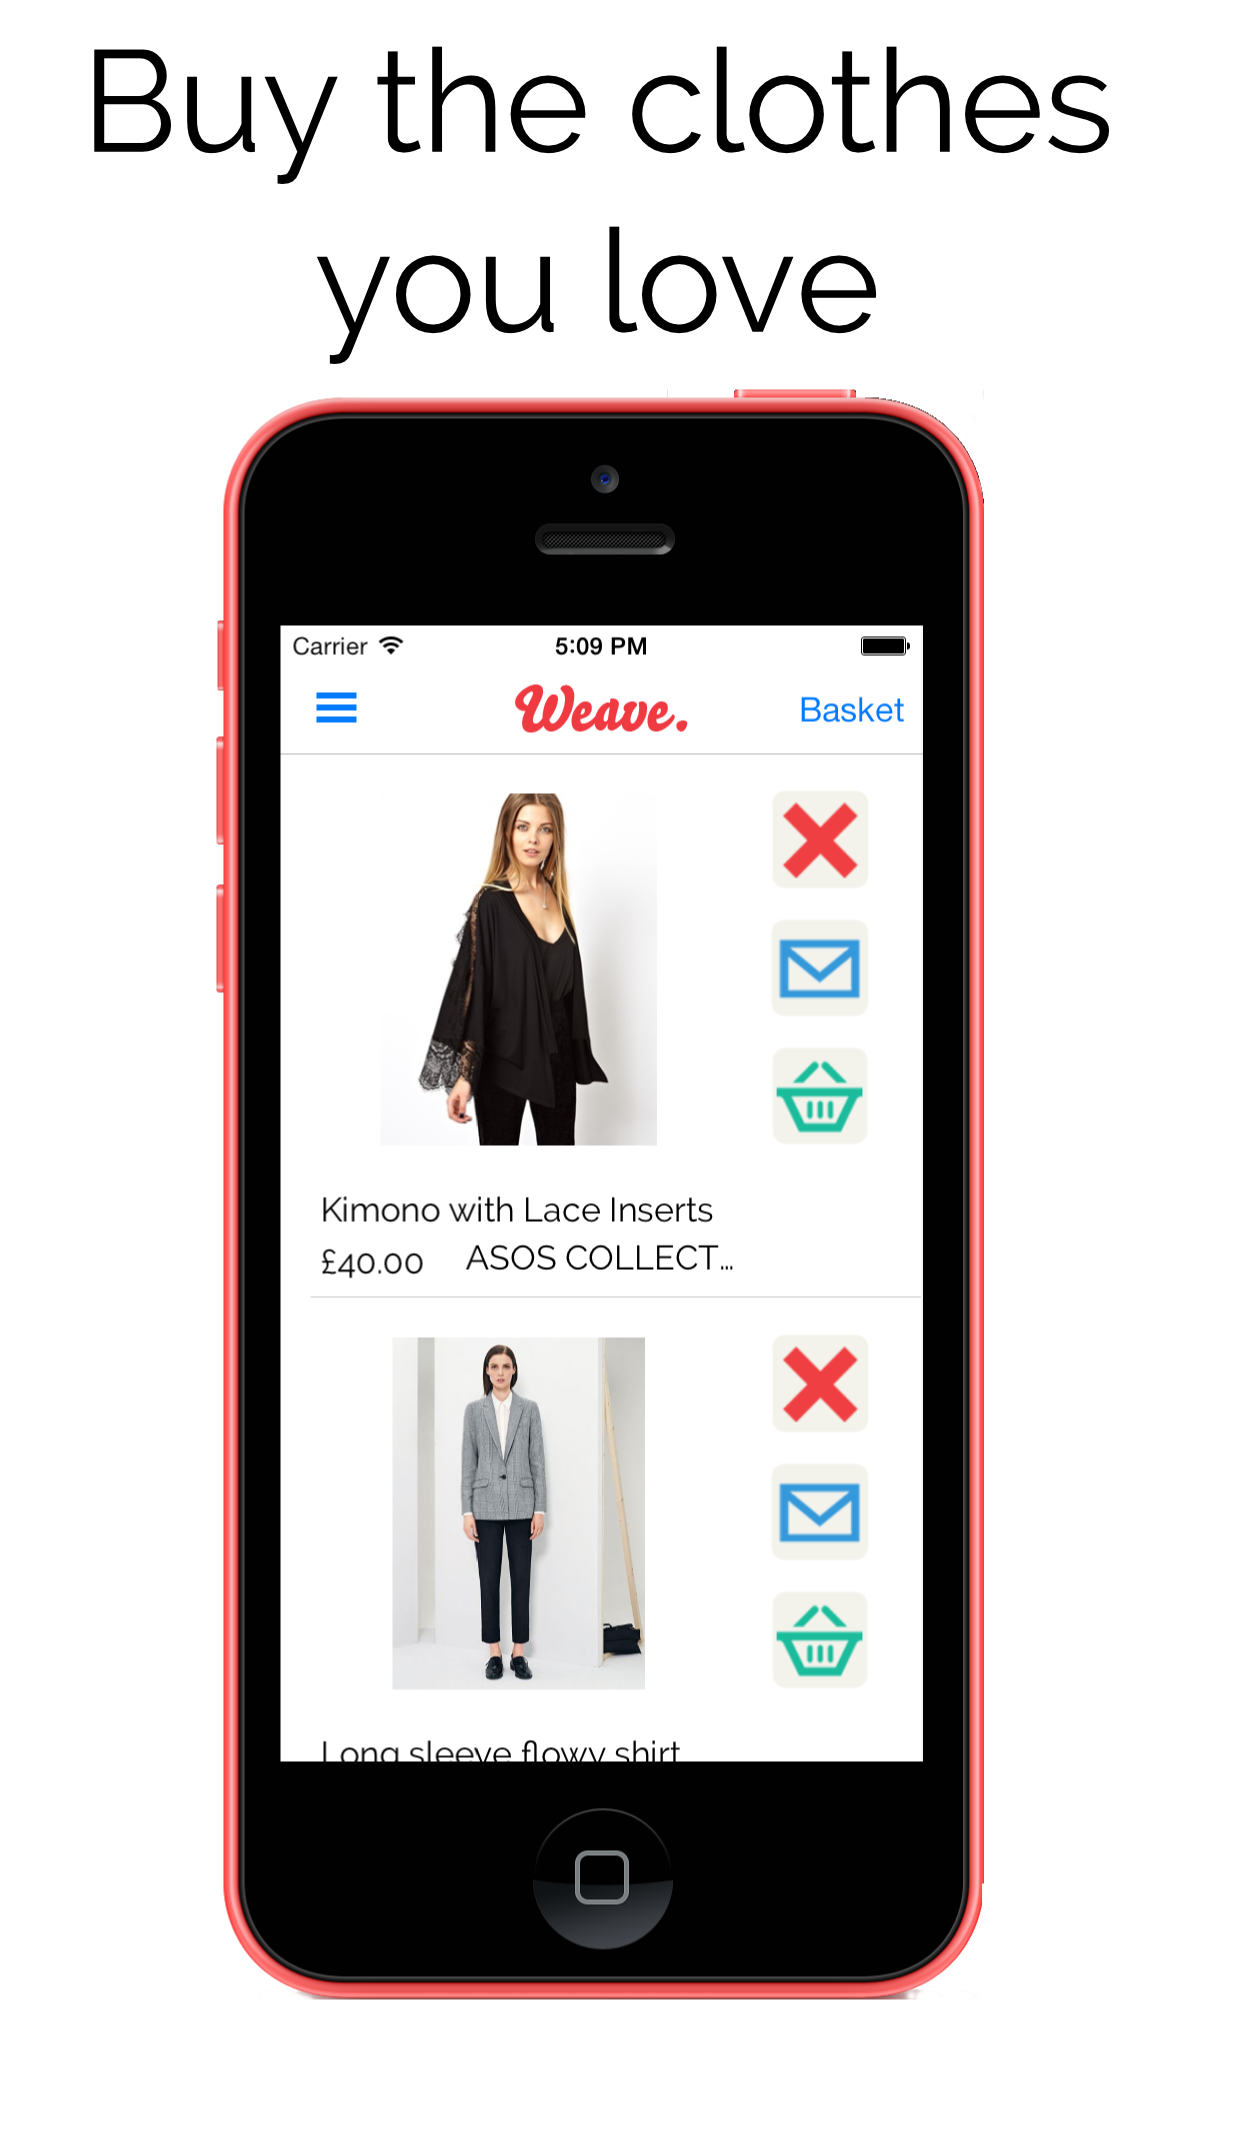 Buy the clothes
you love
Carrier 5:09 PM
Weave. Basket
Kimono with Lace Inserts
£40.00 ASOS COLLECT...
Long sleeve flowy shirt